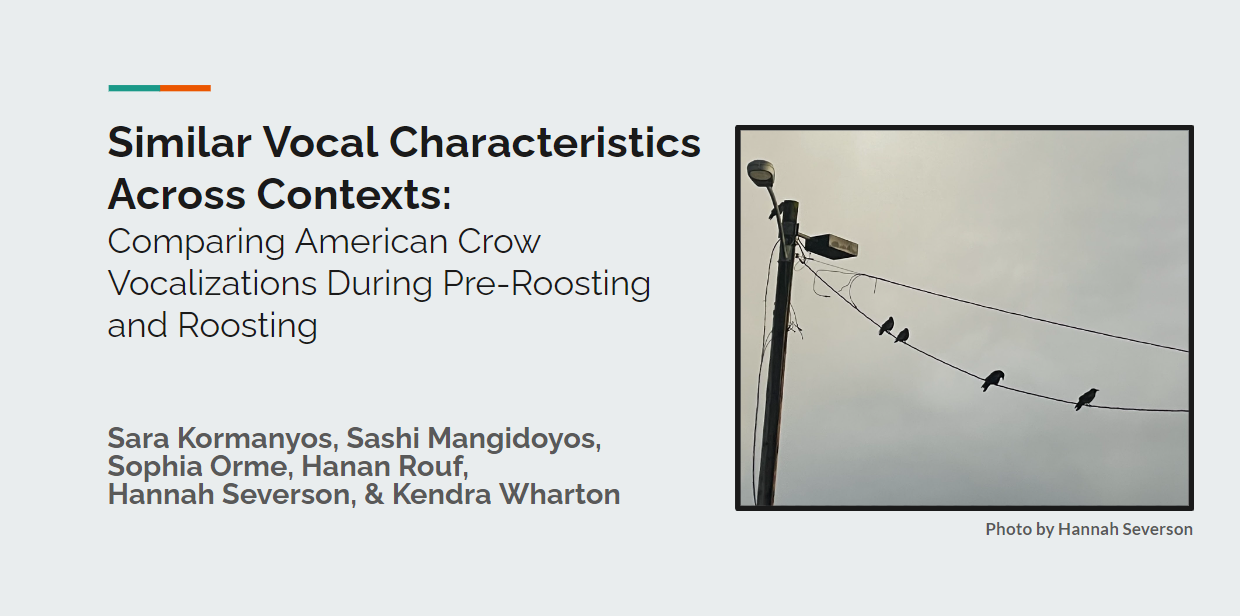 Similar Vocal Characteristics
Across Contexts:
Comparing American Crow
Vocalizations During Pre-Roosting
and Roosting
Sara Kormanyos, Sashi Mangidoyos,
Sophia Orme, Hanan Rouf,
Hannah Severson, & Kendra Wharton
Photo by Hannah Severson